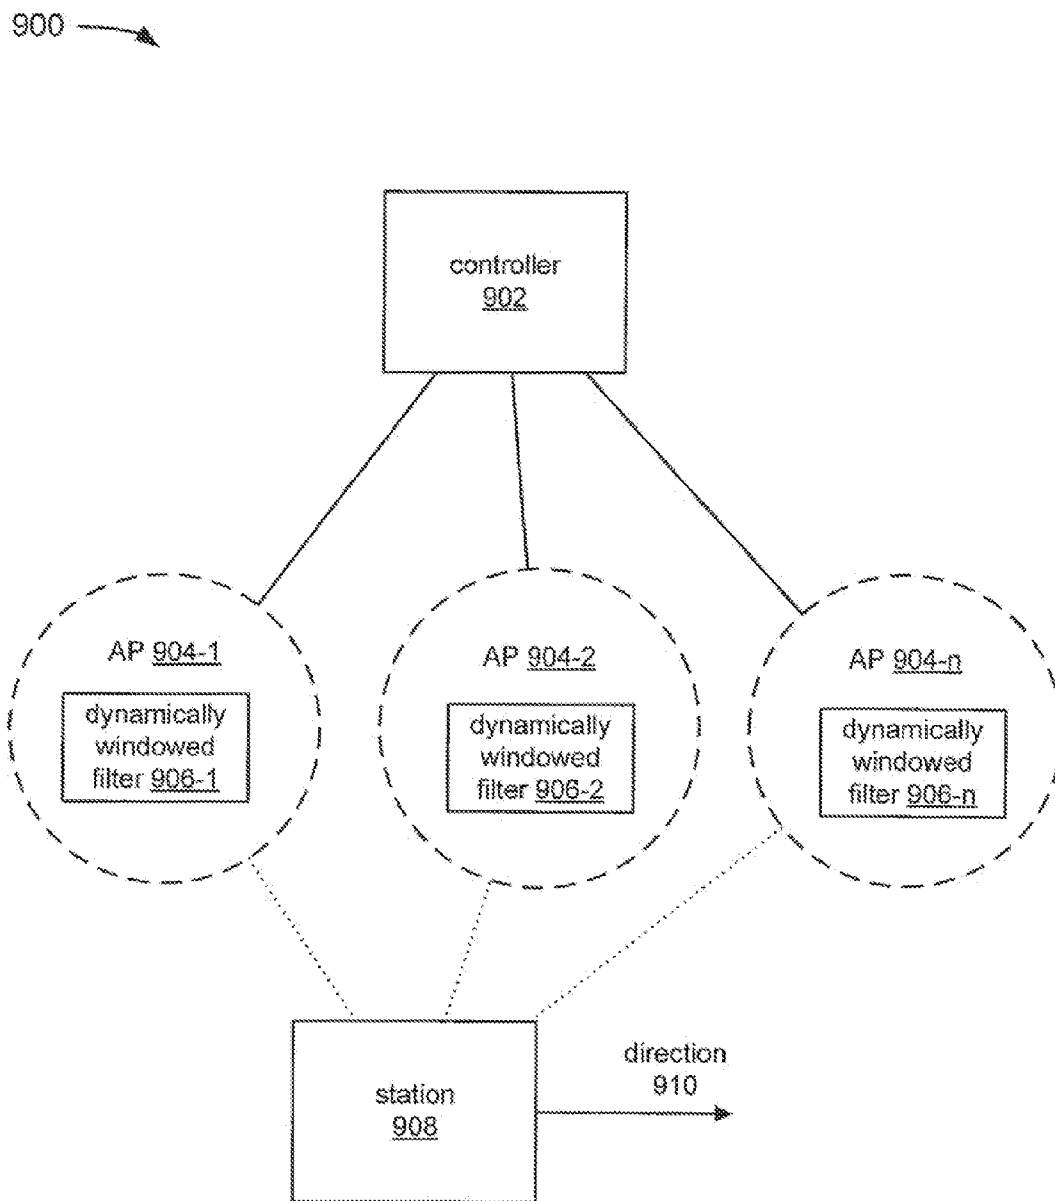 900
controller
902
AP 904-1
dynamically
windowed
filter 906-1
AP 904-2
dynamically
windowed
filter 906-2
AP 904-n
dynamically
windowed
filter 906-n
station
908
direction
910